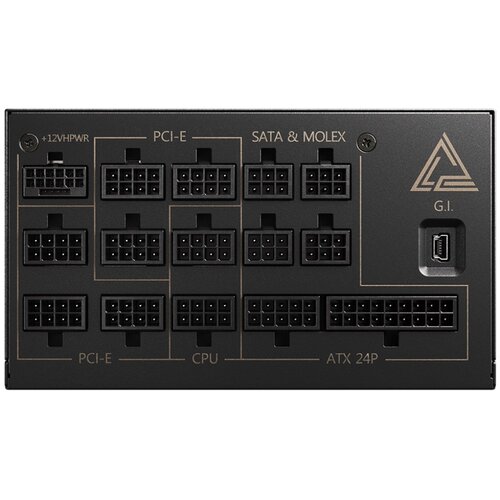 +12VHPWR
PCI-E
SATA & MOLEX
G.I.
PCI-E
CPU
ATX 24P